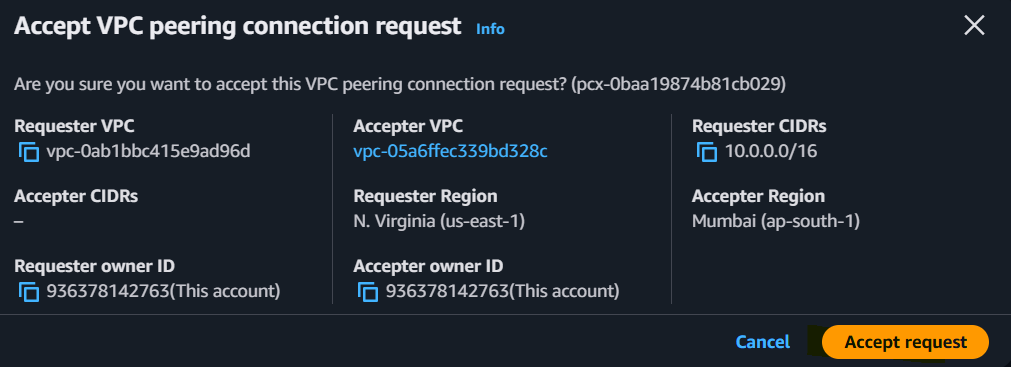 Accept VPC peering connection request Info
Are you sure you want to accept this VPC peering connection request? (pcx-0baa19874b81cb029)
Requester VPC
vpc-0ab1bbc415e9ad96d
Accepter VPC
vpc-05a6ffec339bd328c
Requester CIDRs
10.0.0.0/16
Accepter CIDRs
–
Requester Region
N. Virginia (us-east-1)
Accepter Region
Mumbai (ap-south-1)
Requester owner ID
936378142763(This account)
Accepter owner ID
936378142763(This account)
Cancel
Accept request